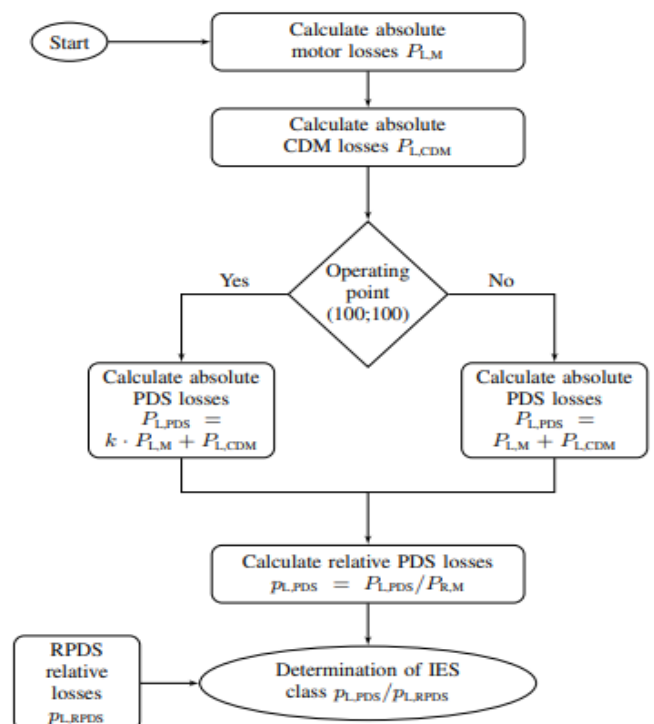 Start
Calculate absolute
motor losses P_L,M
Calculate absolute
CDM losses P_L,CDM
Operating
point
(100;100)
Yes
No
Calculate absolute
PDS losses
P_L,PDS =
k · P_L,M + P_L,CDM
Calculate absolute
PDS losses
P_L,PDS =
P_L,M + P_L,CDM
Calculate relative PDS losses
p_L,PDS = P_L,PDS/P_R,M
RPDS
relative
losses
p_L,RPDS
Determination of IES
class p_L,PDS/p_L,RPDS